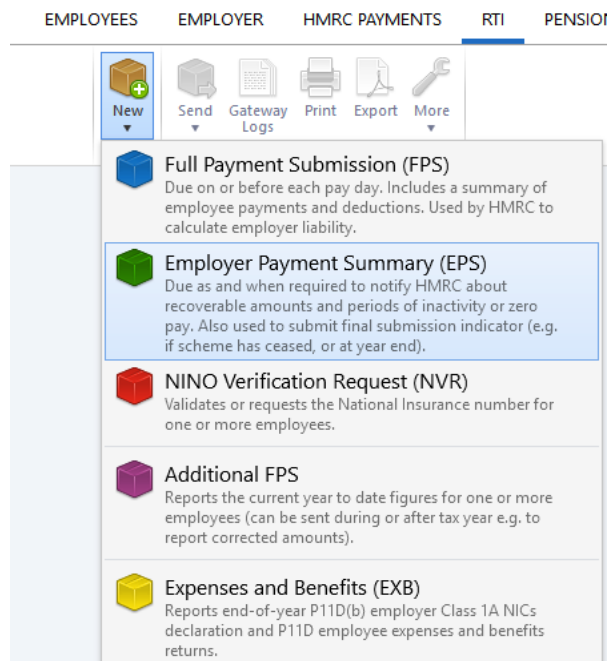 EMPLOYEES EMPLOYER HMRC PAYMENTS RTI PENSION
New Send Gateway Logs Print Export More
Full Payment Submission (FPS)
Due on or before each pay day. Includes a summary of
employee payments and deductions. Used by HMRC to
calculate employer liability.
Employer Payment Summary (EPS)
Due as and when required to notify HMRC about
recoverable amounts and periods of inactivity or zero
pay. Also used to submit final submission indicator (e.g.
if scheme has ceased, or at year end).
NINO Verification Request (NVR)
Validates or requests the National Insurance number for
one or more employees.
Additional FPS
Reports the current year to date figures for one or more
employees (can be sent during or after tax year e.g. to
report corrected amounts).
Expenses and Benefits (EXB)
Reports end-of-year P11D(b) employer Class 1A NICs
declaration and P11D employee expenses and benefits
returns.